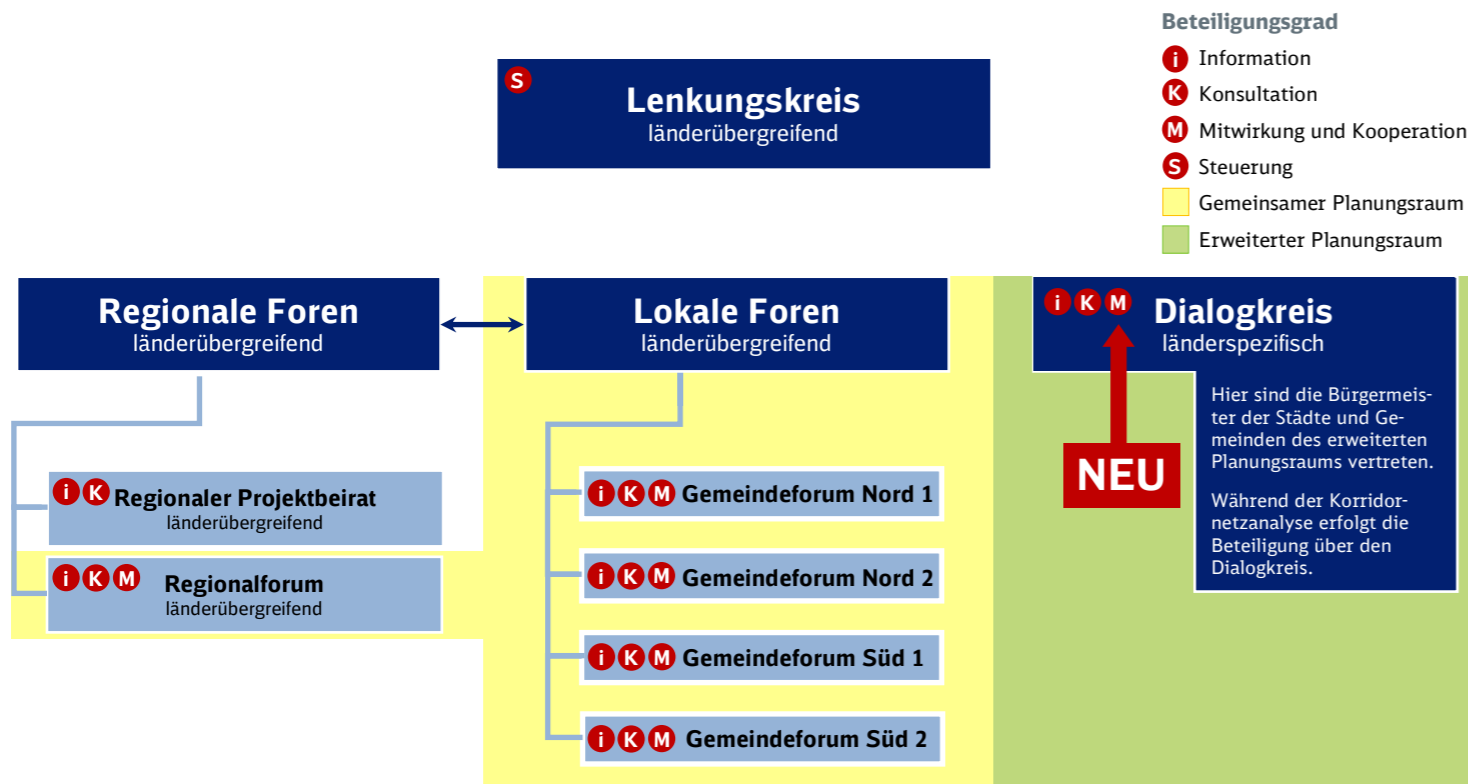 Beteiligungsgrad
i Information
K Konsultation
M Mitwirkung und Kooperation
S Steuerung
Gemeinsamer Planungsraum
Erweiterter Planungsraum
S
Lenkungskreis
länderübergreifend
Regionale Foren
länderübergreifend
i K Regionaler Projektbeirat
länderübergreifend
i K M Regionalforum
länderübergreifend
Lokale Foren
länderübergreifend
i K M Gemeindeforum Nord 1
i K M Gemeindeforum Nord 2
i K M Gemeindeforum Süd 1
i K M Gemeindeforum Süd 2
i K M Dialogkreis
länderspezifisch
Hier sind die Bürgermeis-
ter der Städte und Ge-
meinden des erweiterten
Planungsraums vertreten.
Während der Korridor-
netzanalyse erfolgt die
Beteiligung über den
Dialogkreis.
NEU